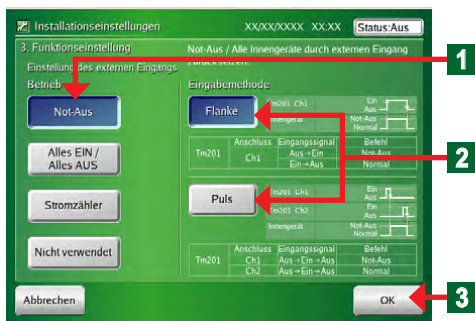 Installationseinstellungen XX/XX/XXXX XX:XX Status:Aus
3. Funktionseinstellung Not-Aus / Alle Innengeräte durch externen Eingang
Einstellung des externen Eingangs zurücksetzen.
Betrieb Eingabemethode
1
Not-Aus
Flanke
Tm201 Ch1 Ein Aus
Innengerät Not-Aus Normal
Anschluss Eingangssignal Befehl
Tm201 Ch1 Aus→Ein Not-Aus
Ein→Aus Normal
Alles EIN /
Alles AUS
2
Stromzähler
Puls
Tm201 Ch1 Ein Aus
Tm201 Ch2 Ein Aus
Innengerät Not-Aus Normal
Nicht verwendet
Anschluss Eingangssignal Befehl
Tm201 Ch1 Aus→Ein→Aus Not-Aus
Ch2 Aus→Ein→Aus Normal
Abbrechen OK
3